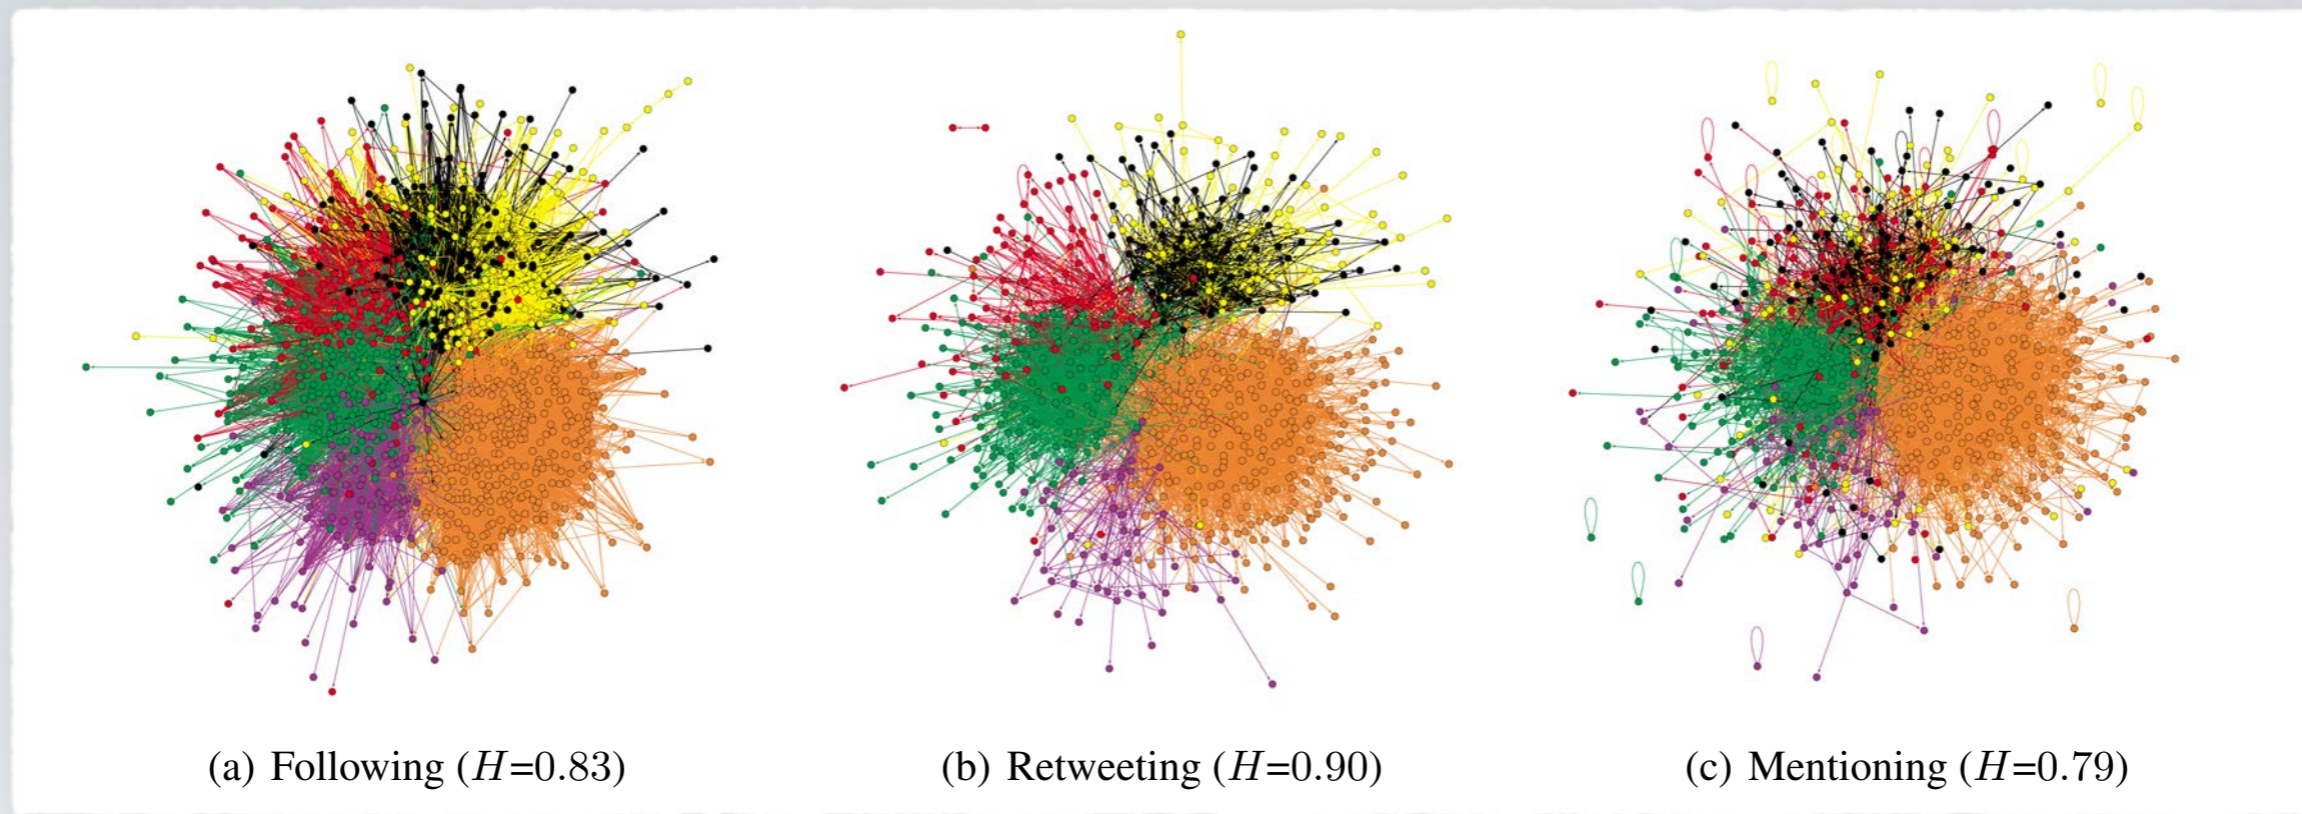 (a) Following (H=0.83)
(b) Retweeting (H=0.90)
(c) Mentioning (H=0.79)